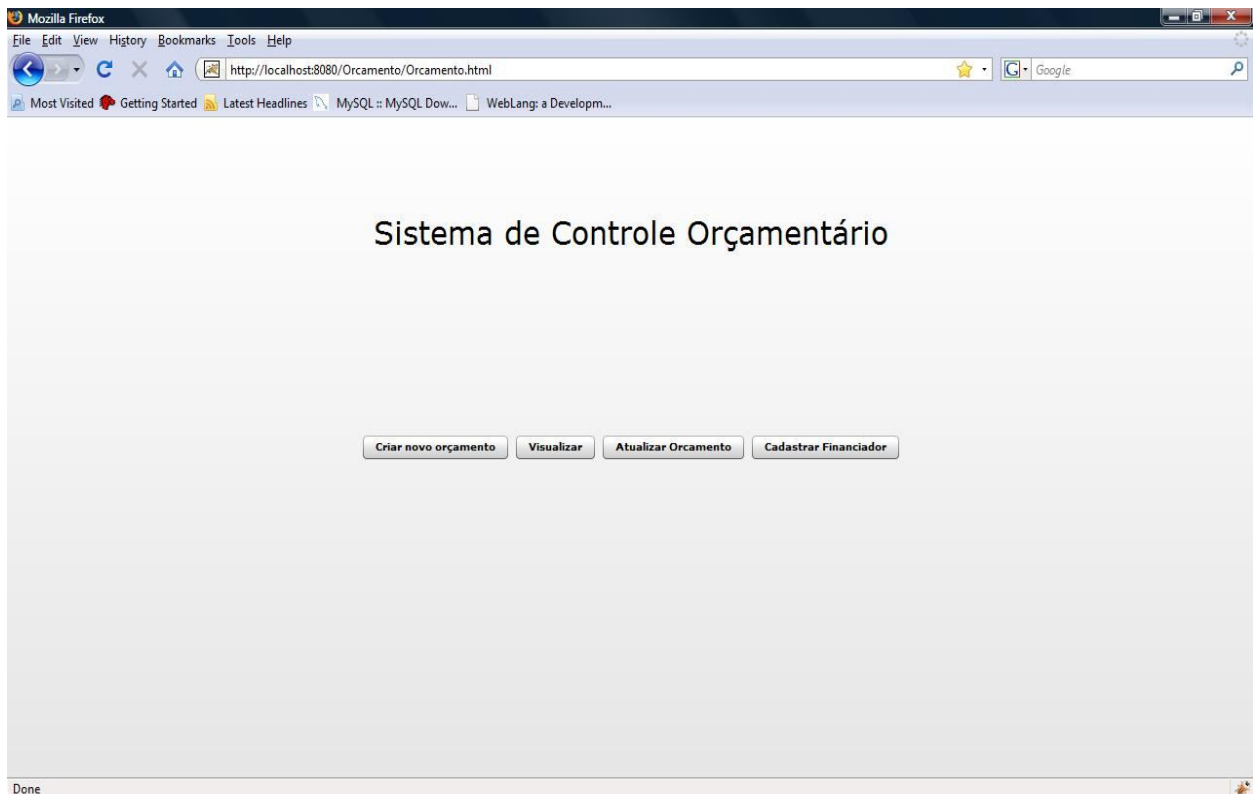 Mozilla Firefox
File Edit View History Bookmarks Tools Help
http://localhost:8080/Orcamento/Orcamento.html
G Google
Most Visited Getting Started Latest Headlines MySQL :: MySQL Dow... WebLang: a Developm...
Sistema de Controle Orçamentário
Criar novo orçamento Visualizar Atualizar Orcamento Cadastrar Financiador
Done